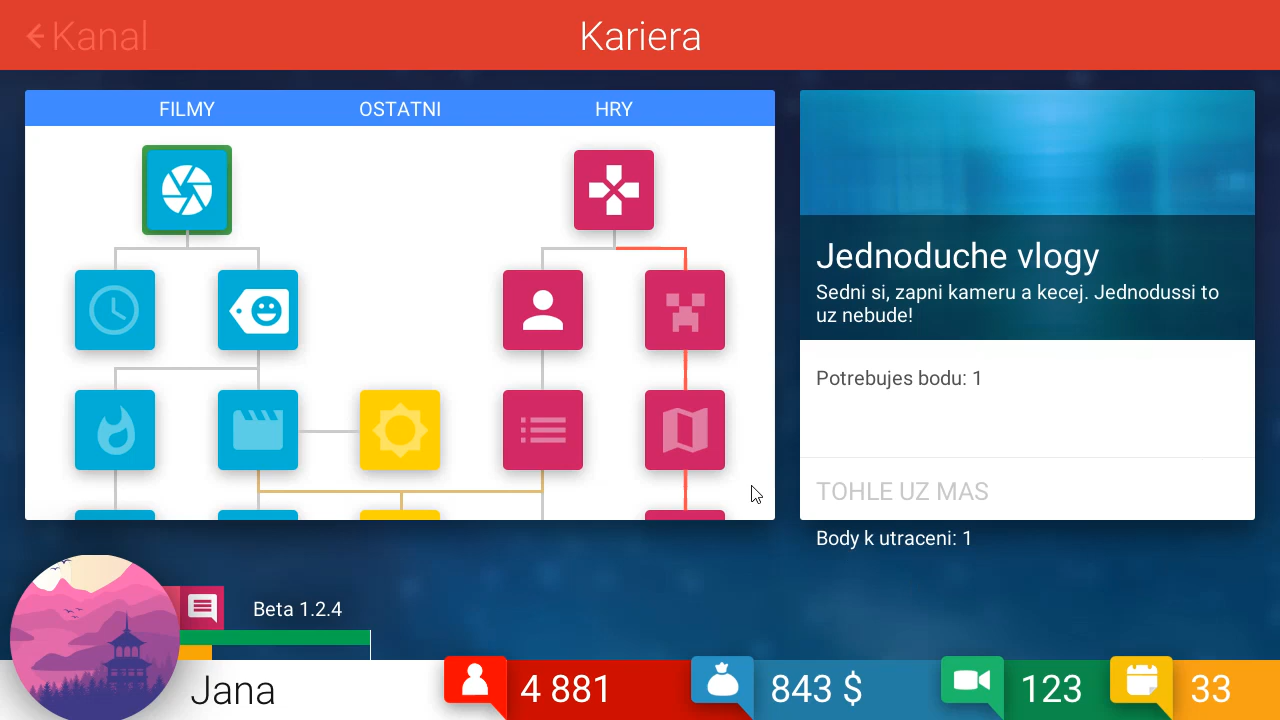 Kanal
Kariera
FILMY
OSTATNI
HRY
Jednoduche vlogy
Sedni si, zapni kameru a kecej. Jednodussi to
uz nebude!
Potrebujes bodu: 1
TOHLE UZ MAS
Body k utraceni: 1
Beta 1.2.4
Jana
4 881
843 $
123
33